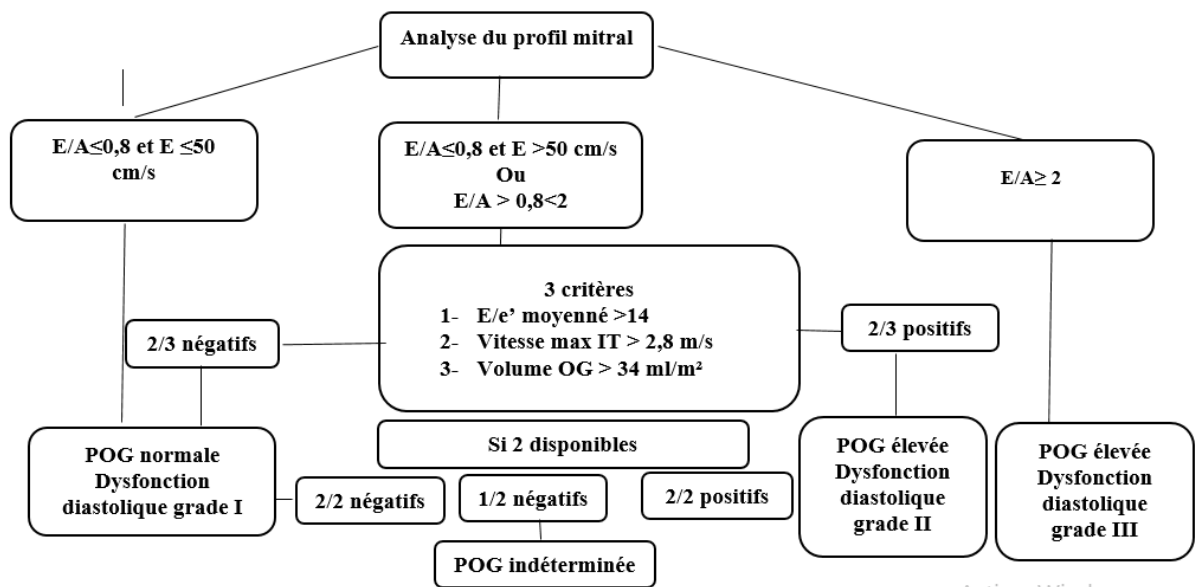 Analyse du profil mitral
E/A≤0,8 et E ≤50
cm/s
E/A≤0,8 et E >50 cm/s
Ou
E/A > 0,8<2
E/A≥ 2
3 critères
1- E/e’ moyenné >14
2- Vitesse max IT > 2,8 m/s
3- Volume OG > 34 ml/m²
2/3 négatifs
2/3 positifs
Si 2 disponibles
POG normale
Dysfonction
diastolique grade I
2/2 négatifs
1/2 négatifs
2/2 positifs
POG indéterminée
POG élevée
Dysfonction
diastolique
grade II
POG élevée
Dysfonction
diastolique
grade III